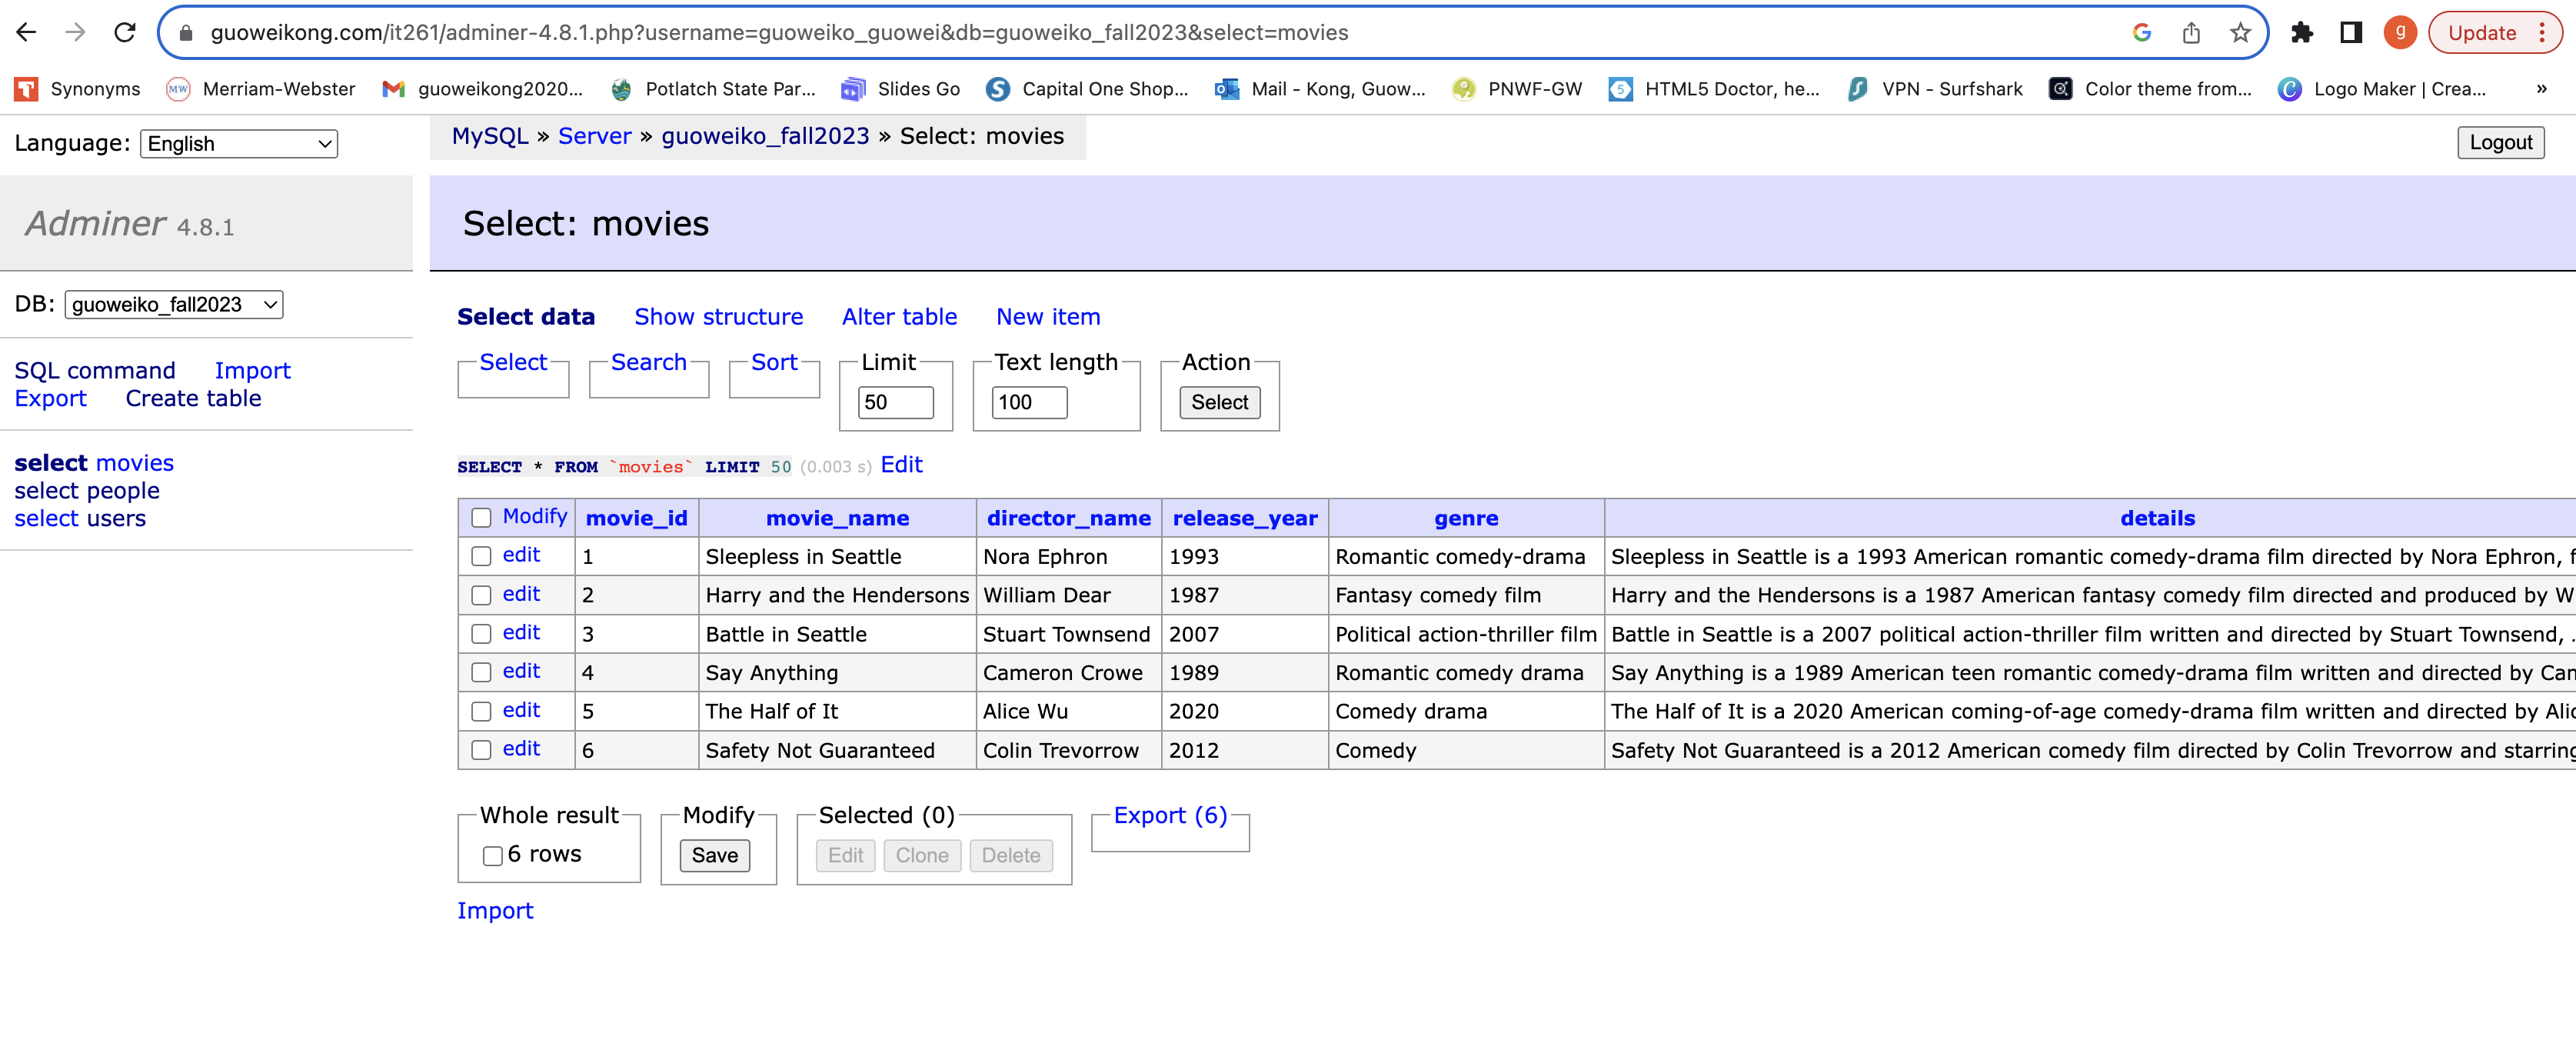 guoweikong.com/it261/adminer-4.8.1.php?username=guoweiko_guowei&db=guoweiko_fall2023&select=movies
g
Update
Synonyms MW Merriam-Webster guoweikong2020... Potlatch State Par... Slides Go S Capital One Shop... Mail - Kong, Guow... PNWF-GW 5 HTML5 Doctor, he... VPN - Surfshark Color theme from... Logo Maker | Crea... »
Language: English
MySQL » Server » guoweiko_fall2023 » Select: movies
Logout
Adminer 4.8.1
Select: movies
DB: guoweiko_fall2023
SQL command Import
Export Create table
select movies
select people
select users
Select data Show structure Alter table New item
Select Search Sort Limit Text length Action
50 100 Select
SELECT * FROM `movies` LIMIT 50 (0.003 s) Edit
Modify movie_id movie_name director_name release_year genre details
edit 1 Sleepless in Seattle Nora Ephron 1993 Romantic comedy-drama Sleepless in Seattle is a 1993 American romantic comedy-drama film directed by Nora Ephron, f
edit 2 Harry and the Hendersons William Dear 1987 Fantasy comedy film Harry and the Hendersons is a 1987 American fantasy comedy film directed and produced by W
edit 3 Battle in Seattle Stuart Townsend 2007 Political action-thriller film Battle in Seattle is a 2007 political action-thriller film written and directed by Stuart Townsend, .
edit 4 Say Anything Cameron Crowe 1989 Romantic comedy drama Say Anything is a 1989 American teen romantic comedy-drama film written and directed by Can
edit 5 The Half of It Alice Wu 2020 Comedy drama The Half of It is a 2020 American coming-of-age comedy-drama film written and directed by Alic
edit 6 Safety Not Guaranteed Colin Trevorrow 2012 Comedy Safety Not Guaranteed is a 2012 American comedy film directed by Colin Trevorrow and starring
Whole result Modify Selected (0) Export (6)
6 rows Save Edit Clone Delete
Import